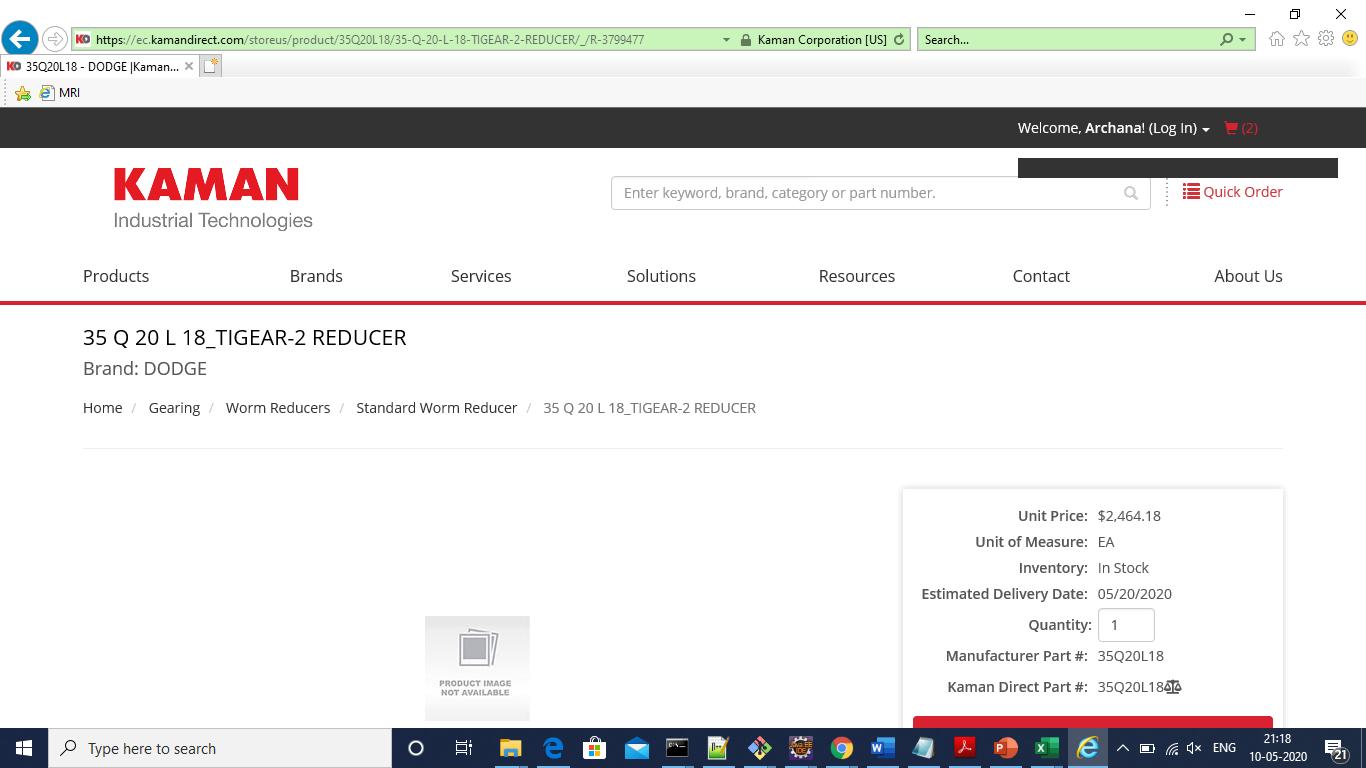 https://ec.kamandirect.com/storeus/product/35Q20L18/35-Q-20-L-18-TIGEAR-2-REDUCER/_/R-3799477
Kaman Corporation [US]
Search...
35Q20L18 - DODGE |Kaman...
MRI
Welcome, Archana! (Log In)
(2)
KAMAN
Industrial Technologies
Enter keyword, brand, category or part number.
Quick Order
Products Brands Services Solutions Resources Contact About Us
35 Q 20 L 18_TIGEAR-2 REDUCER
Brand: DODGE
Home / Gearing / Worm Reducers / Standard Worm Reducer / 35 Q 20 L 18_TIGEAR-2 REDUCER
Unit Price: $2,464.18
Unit of Measure: EA
Inventory: In Stock
Estimated Delivery Date: 05/20/2020
Quantity: 1
Manufacturer Part #: 35Q20L18
Kaman Direct Part #: 35Q20L18
PRODUCT IMAGE
NOT AVAILABLE
Type here to search
ENG
21:18
10-05-2020
21